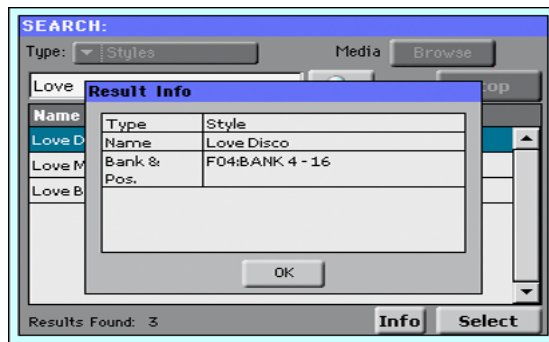 SEARCH:
Type: Styles Media Browse
Love top
Result Info
Name
Type Style
Love D
Name Love Disco
Love M
Bank & F04:BANK 4 - 16
Pos.
Love B
OK
Results Found: 3 Info Select